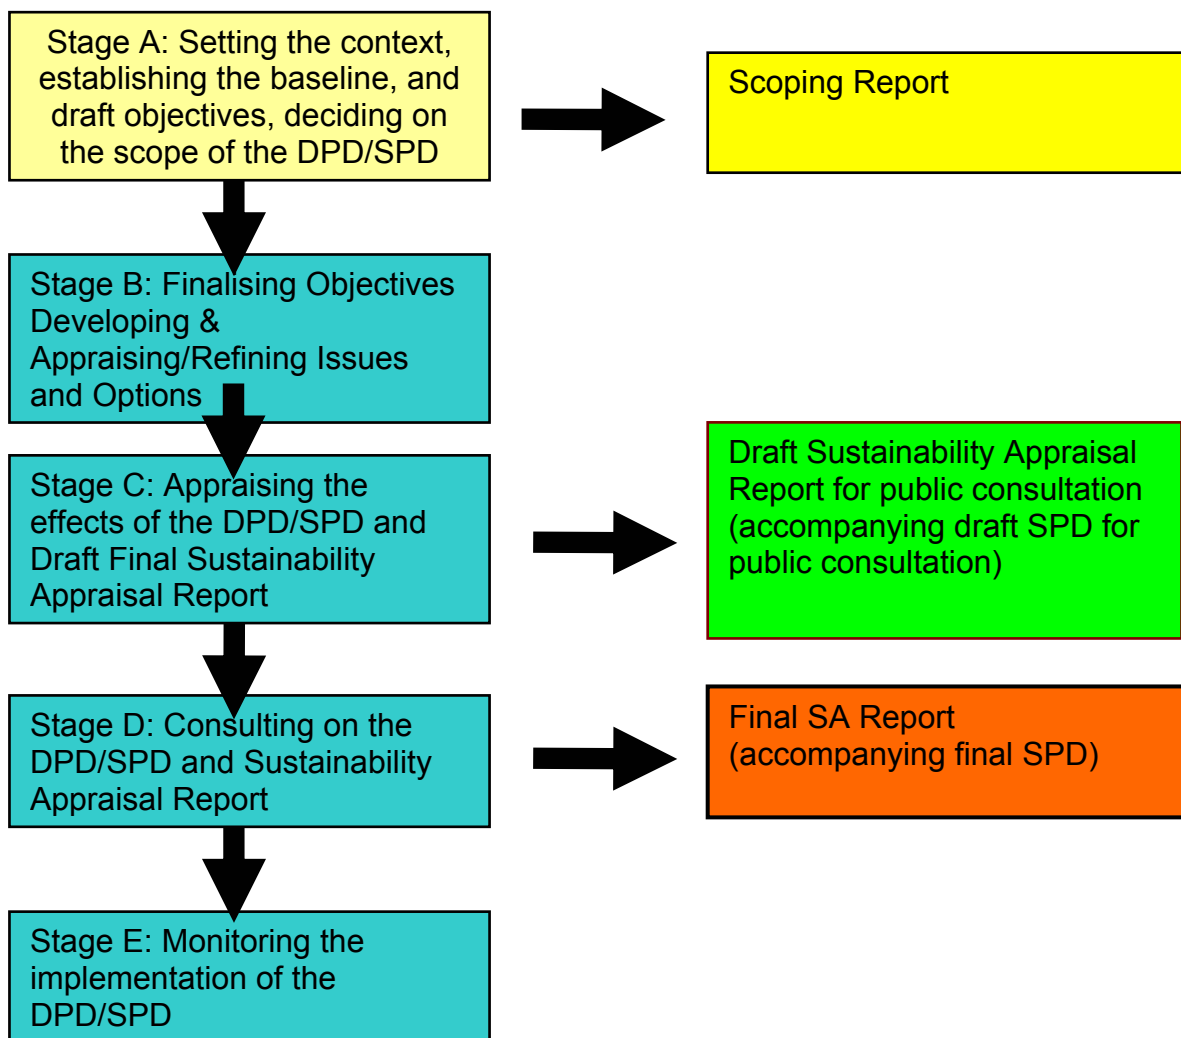 Stage A: Setting the context,
establishing the baseline, and
draft objectives, deciding on
the scope of the DPD/SPD
Scoping Report
Stage B: Finalising Objectives
Developing &
Appraising/Refining Issues
and Options
Stage C: Appraising the
effects of the DPD/SPD and
Draft Final Sustainability
Appraisal Report
Draft Sustainability Appraisal
Report for public consultation
(accompanying draft SPD for
public consultation)
Stage D: Consulting on the
DPD/SPD and Sustainability
Appraisal Report
Final SA Report
(accompanying final SPD)
Stage E: Monitoring the
implementation of the
DPD/SPD